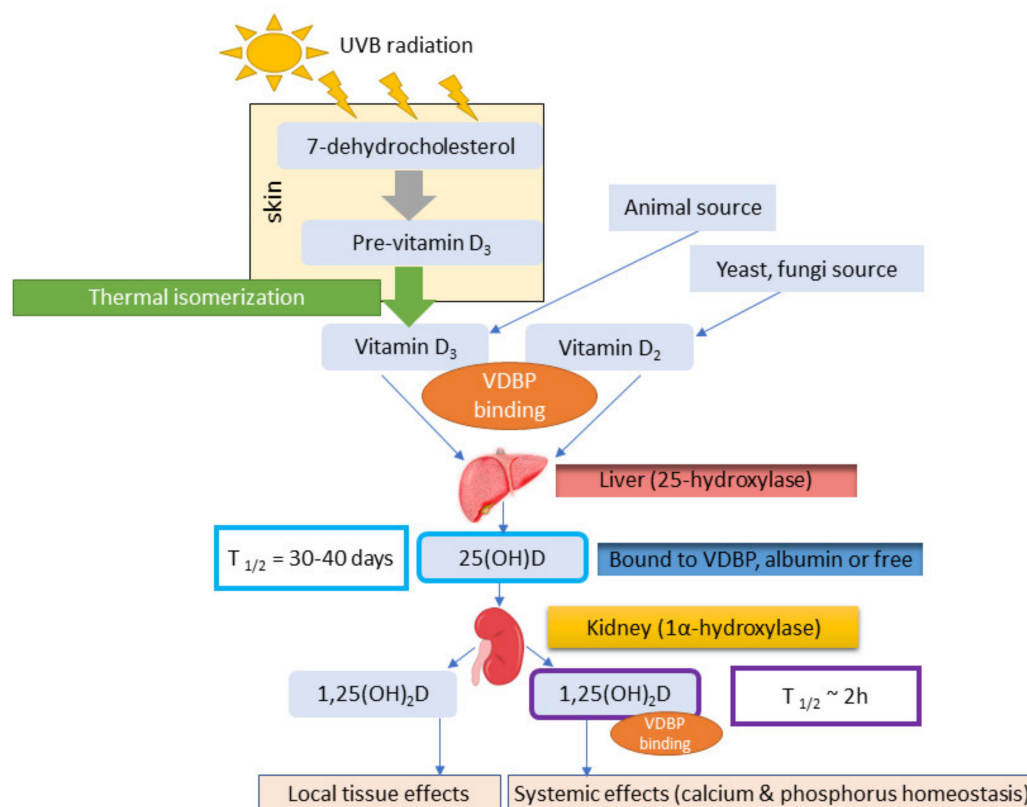 UVB radiation
7-dehydrocholesterol
skin
Pre-vitamin D₃
Animal source
Yeast, fungi source
Thermal isomerization
Vitamin D₃
Vitamin D₂
VDBP
binding
Liver (25-hydroxylase)
T 1/2 = 30-40 days
25(OH)D
Bound to VDBP, albumin or free
Kidney (1α-hydroxylase)
1,25(OH)₂D
1,25(OH)₂D
T 1/2 ~ 2h
VDBP
binding
Local tissue effects
Systemic effects (calcium & phosphorus homeostasis)